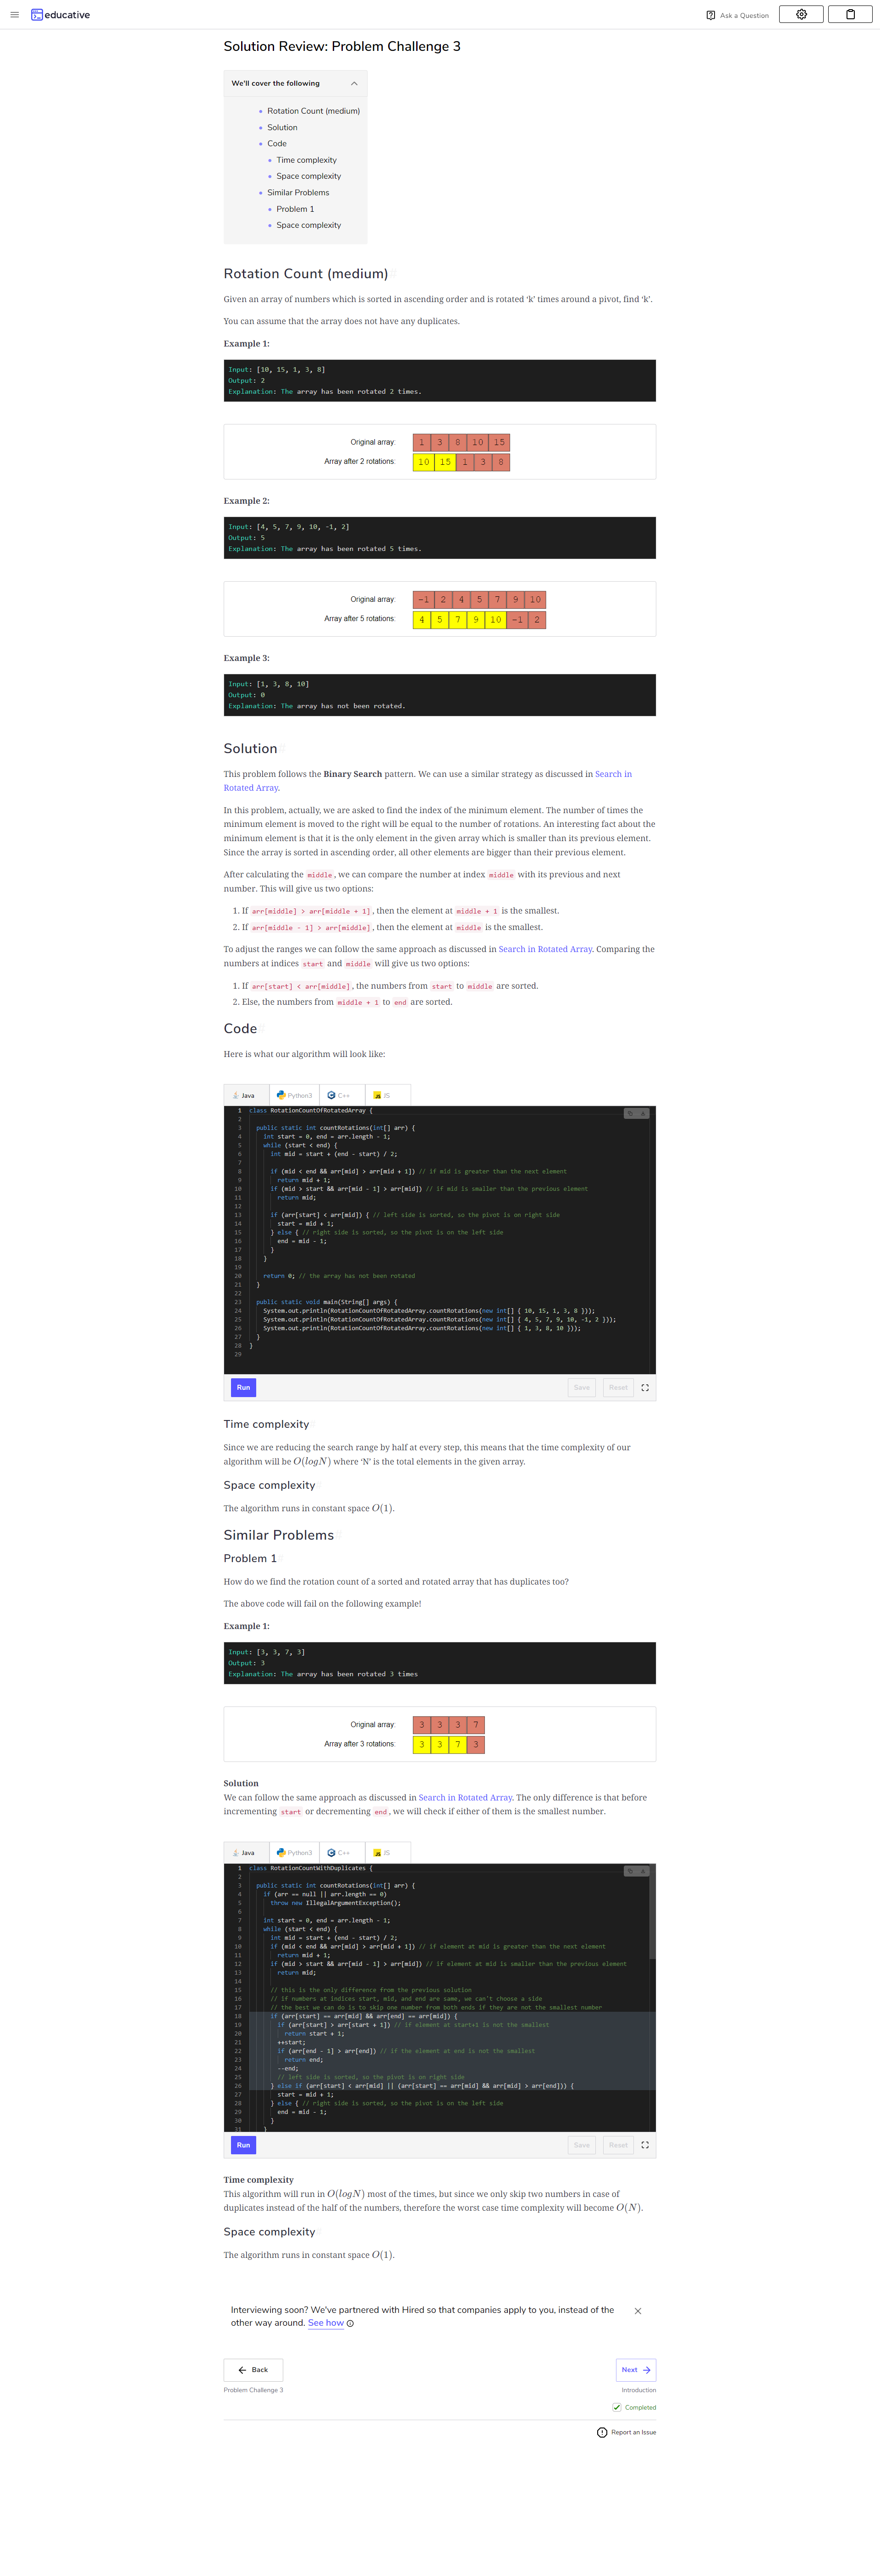 educative
Ask a Question
Solution Review: Problem Challenge 3
We'll cover the following
Rotation Count (medium)
Solution
Code
Time complexity
Space complexity
Similar Problems
Problem 1
Space complexity
Rotation Count (medium)
Given an array of numbers which is sorted in ascending order and is rotated ‘k’ times around a pivot, find ‘k’.
You can assume that the array does not have any duplicates.
Example 1:
Input: [10, 15, 1, 3, 8]
Output: 2
Explanation: The array has been rotated 2 times.
Original array: 1 3 8 10 15
Array after 2 rotations: 10 15 1 3 8
Example 2:
Input: [4, 5, 7, 9, 10, -1, 2]
Output: 5
Explanation: The array has been rotated 5 times.
Original array: -1 2 4 5 7 9 10
Array after 5 rotations: 4 5 7 9 10 -1 2
Example 3:
Input: [1, 3, 8, 10]
Output: 0
Explanation: The array has not been rotated.
Solution
This problem follows the Binary Search pattern. We can use a similar strategy as discussed in Search in
Rotated Array.
In this problem, actually, we are asked to find the index of the minimum element. The number of times the
minimum element is moved to the right will be equal to the number of rotations. An interesting fact about the
minimum element is that it is the only element in the given array which is smaller than its previous element.
Since the array is sorted in ascending order, all other elements are bigger than their previous element.
After calculating the middle, we can compare the number at index middle with its previous and next
number. This will give us two options:
1. If arr[middle] > arr[middle + 1], then the element at middle + 1 is the smallest.
2. If arr[middle - 1] > arr[middle], then the element at middle is the smallest.
To adjust the ranges we can follow the same approach as discussed in Search in Rotated Array. Comparing the
numbers at indices start and middle will give us two options:
1. If arr[start] < arr[middle], the numbers from start to middle are sorted.
2. Else, the numbers from middle + 1 to end are sorted.
Code
Here is what our algorithm will look like:
Java Python3 C++ JS
1 class RotationCountOfRotatedArray {
2
3 public static int countRotations(int[] arr) {
4 int start = 0, end = arr.length - 1;
5 while (start < end) {
6 int mid = start + (end - start) / 2;
7
8 if (mid < end && arr[mid] > arr[mid + 1]) // if mid is greater than the next element
9 return mid + 1;
10 if (mid > start && arr[mid - 1] > arr[mid]) // if mid is smaller than the previous element
11 return mid;
12
13 if (arr[start] < arr[mid]) { // left side is sorted, so the pivot is on right side
14 start = mid + 1;
15 } else { // right side is sorted, so the pivot is on the left side
16 end = mid - 1;
17 }
18 }
19
20 return 0; // the array has not been rotated
21 }
22
23 public static void main(String[] args) {
24 System.out.println(RotationCountOfRotatedArray.countRotations(new int[] { 10, 15, 1, 3, 8 }));
25 System.out.println(RotationCountOfRotatedArray.countRotations(new int[] { 4, 5, 7, 9, 10, -1, 2 }));
26 System.out.println(RotationCountOfRotatedArray.countRotations(new int[] { 1, 3, 8, 10 }));
27 }
28 }
29
Run Save Reset
Time complexity
Since we are reducing the search range by half at every step, this means that the time complexity of our
algorithm will be O(logN) where ‘N’ is the total elements in the given array.
Space complexity
The algorithm runs in constant space O(1).
Similar Problems
Problem 1
How do we find the rotation count of a sorted and rotated array that has duplicates too?
The above code will fail on the following example!
Example 1:
Input: [3, 3, 7, 3]
Output: 3
Explanation: The array has been rotated 3 times
Original array: 3 3 3 7
Array after 3 rotations: 3 3 7 3
Solution
We can follow the same approach as discussed in Search in Rotated Array. The only difference is that before
incrementing start or decrementing end, we will check if either of them is the smallest number.
Java Python3 C++ JS
1 class RotationCountWithDuplicates {
2
3 public static int countRotations(int[] arr) {
4 if (arr == null || arr.length == 0)
5 throw new IllegalArgumentException();
6
7 int start = 0, end = arr.length - 1;
8 while (start < end) {
9 int mid = start + (end - start) / 2;
10 if (mid < end && arr[mid] > arr[mid + 1]) // if element at mid is greater than the next element
11 return mid + 1;
12 if (mid > start && arr[mid - 1] > arr[mid]) // if element at mid is smaller than the previous element
13 return mid;
14
15 // this is the only difference from the previous solution
16 // if numbers at indices start, mid, and end are same, we can't choose a side
17 // the best we can do is to skip one number from both ends if they are not the smallest number
18 if (arr[start] == arr[mid] && arr[end] == arr[mid]) {
19 if (arr[start] > arr[start + 1]) // if element at start+1 is not the smallest
20 return start + 1;
21 ++start;
22 if (arr[end - 1] > arr[end]) // if the element at end is not the smallest
23 return end;
24 --end;
25 // left side is sorted, so the pivot is on right side
26 } else if (arr[start] < arr[mid] || (arr[start] == arr[mid] && arr[mid] > arr[end])) {
27 start = mid + 1;
28 } else { // right side is sorted, so the pivot is on the left side
29 end = mid - 1;
30 }
31 }
Run Save Reset
Time complexity
This algorithm will run in O(logN) most of the times, but since we only skip two numbers in case of
duplicates instead of the half of the numbers, therefore the worst case time complexity will become O(N).
Space complexity
The algorithm runs in constant space O(1).
Interviewing soon? We've partnered with Hired so that companies apply to you, instead of the
other way around. See how
Back
Next
Problem Challenge 3
Introduction
Completed
Report an Issue